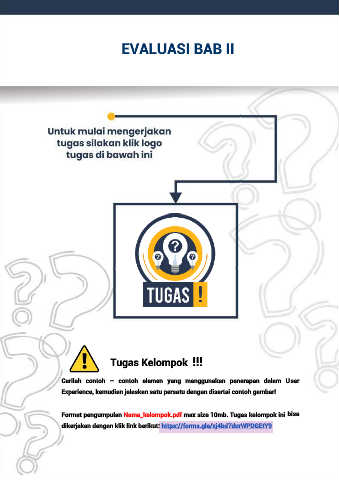 EVALUASI BAB II
Untuk mulai mengerjakan
tugas silakan klik logo
tugas di bawah ini
TUGAS !
Tugas Kelompok !!!
Carilah contoh – contoh elemen yang menggunakan penerapan dalam User
Experience, kemudian jelaskan satu persatu dengan disertai contoh gambar!
Format pengumpulan Nama_kelompok.pdf max size 10mb. Tugas kelompok ini bisa
dikerjakan dengan klik link berikut: